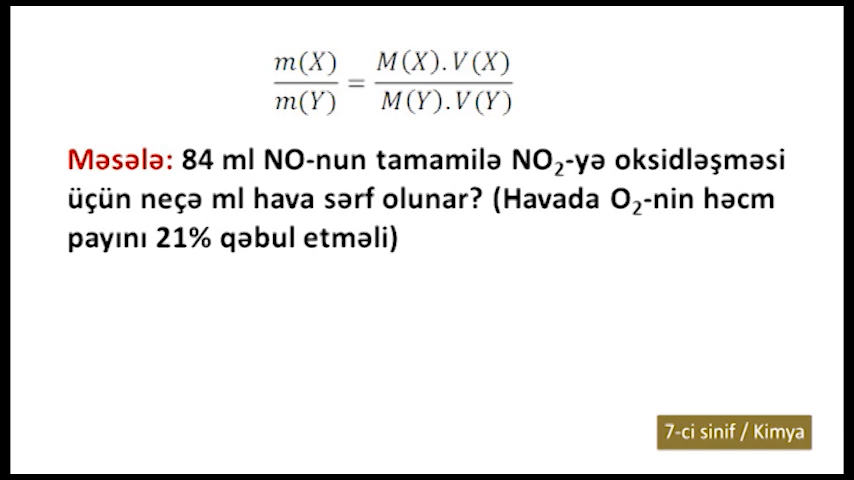 m(X) / m(Y) = M(X).V(X) / M(Y).V(Y)
Məsələ: 84 ml NO-nun tamamilə NO₂-yə oksidləşməsi
üçün neçə ml hava sərf olunar? (Havada O₂-nin həcm
payını 21% qəbul etməli)
7-ci sinif / Kimya